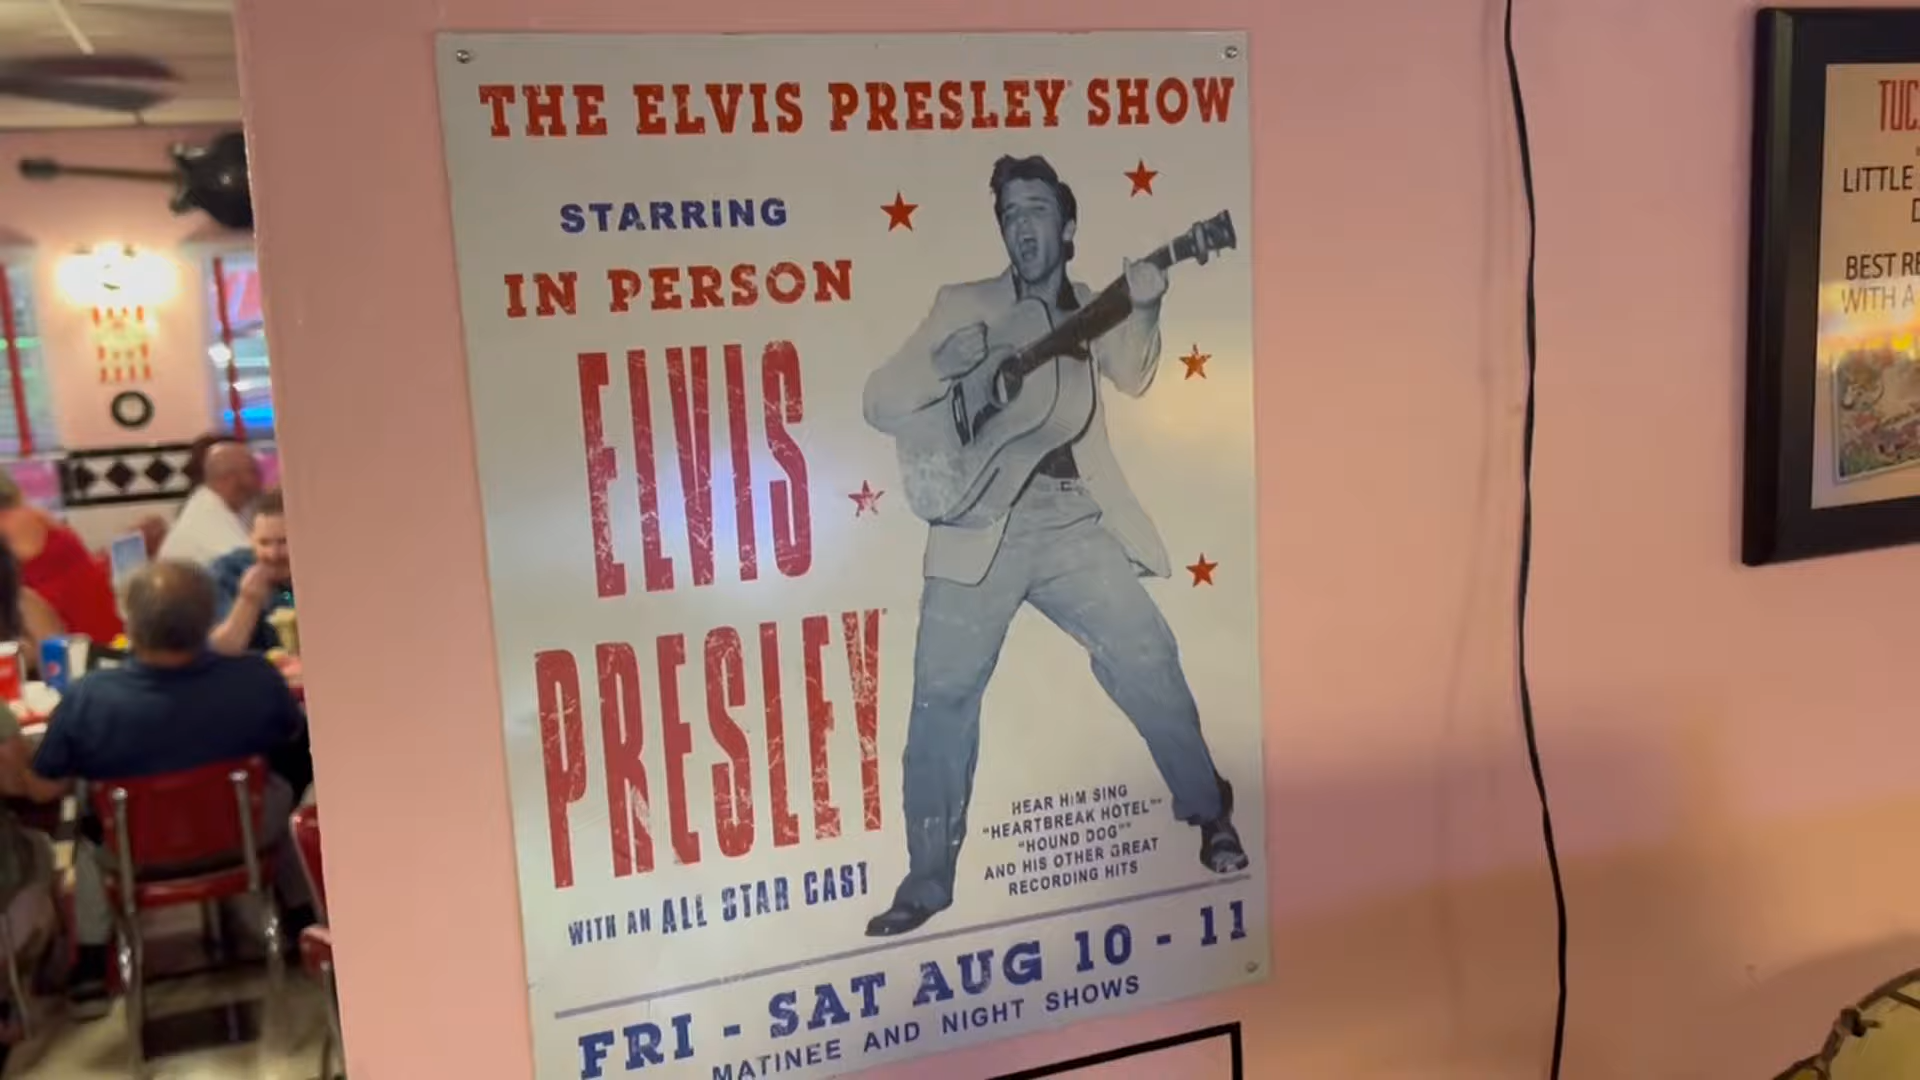 THE ELVIS PRESLEY SHOW
STARRING
IN PERSON
ELVIS
PRESLEY
WITH AN ALL STAR CAST
HEAR HIM SING
"HEARTBREAK HOTEL"
"HOUND DOG"
AND HIS OTHER GREAT
RECORDING HITS
FRI - SAT AUG 10 - 11
MATINEE AND NIGHT SHOWS
LITTLE
BEST
WITH A